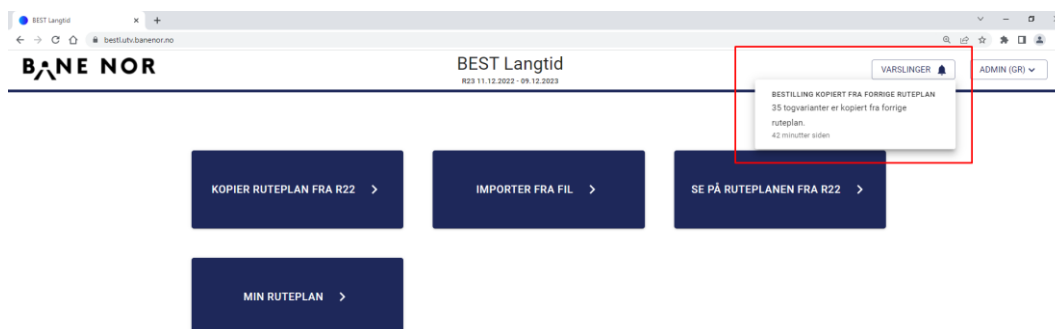 BEST Langtid
bestl.utv.banenor.no
BANE NOR
BEST Langtid
R23 11.12.2022 - 09.12.2023
VARSLINGER
ADMIN (GR)
BESTILLING KOPIERT FRA FORRIGE RUTEPLAN
35 togvarianter er kopiert fra forrige
ruteplan.
42 minutter siden
KOPIER RUTEPLAN FRA R22
IMPORTER FRA FIL
SE PÅ RUTEPLANEN FRA R22
MIN RUTEPLAN